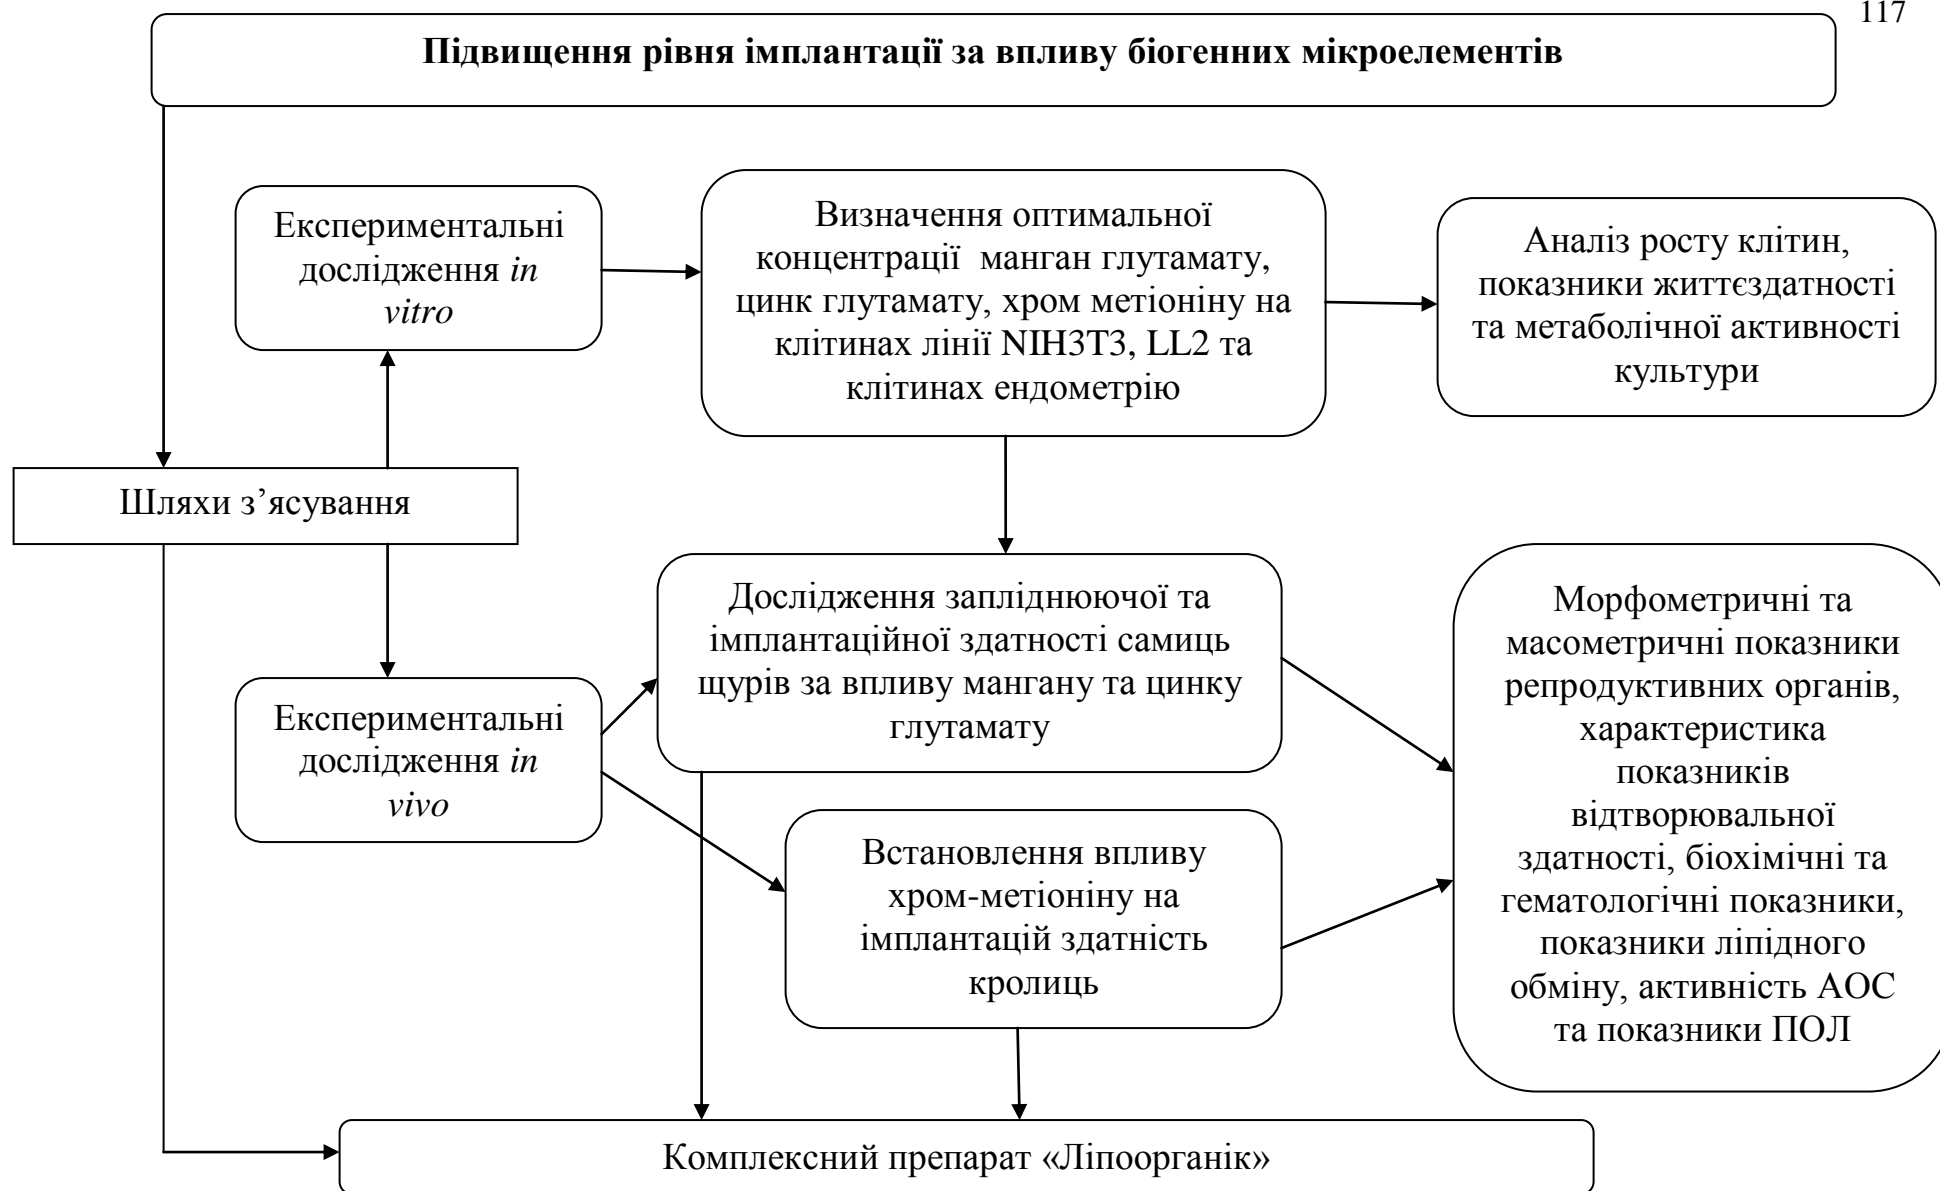 117
Підвищення рівня імплантації за впливу біогенних мікроелементів
Експериментальні
дослідження in
vitro
Визначення оптимальної
концентрації манган глутамату,
цинк глутамату, хром метіоніну на
клітинах лінії NIH3T3, LL2 та
клітинах ендометрію
Аналіз росту клітин,
показники життєздатності
та метаболічної активності
культури
Шляхи з’ясування
Експериментальні
дослідження in
vivo
Дослідження запліднюючої та
імплантаційної здатності самиць
щурів за впливу мангану та цинку
глутамату
Встановлення впливу
хром-метіоніну на
імплантацій здатність
кролиць
Морфометричні та
масометричні показники
репродуктивних органів,
характеристика
показників
відтворювальної
здатності, біохімічні та
гематологічні показники,
показники ліпідного
обміну, активність АОС
та показники ПОЛ
Комплексний препарат «Ліпоорганік»